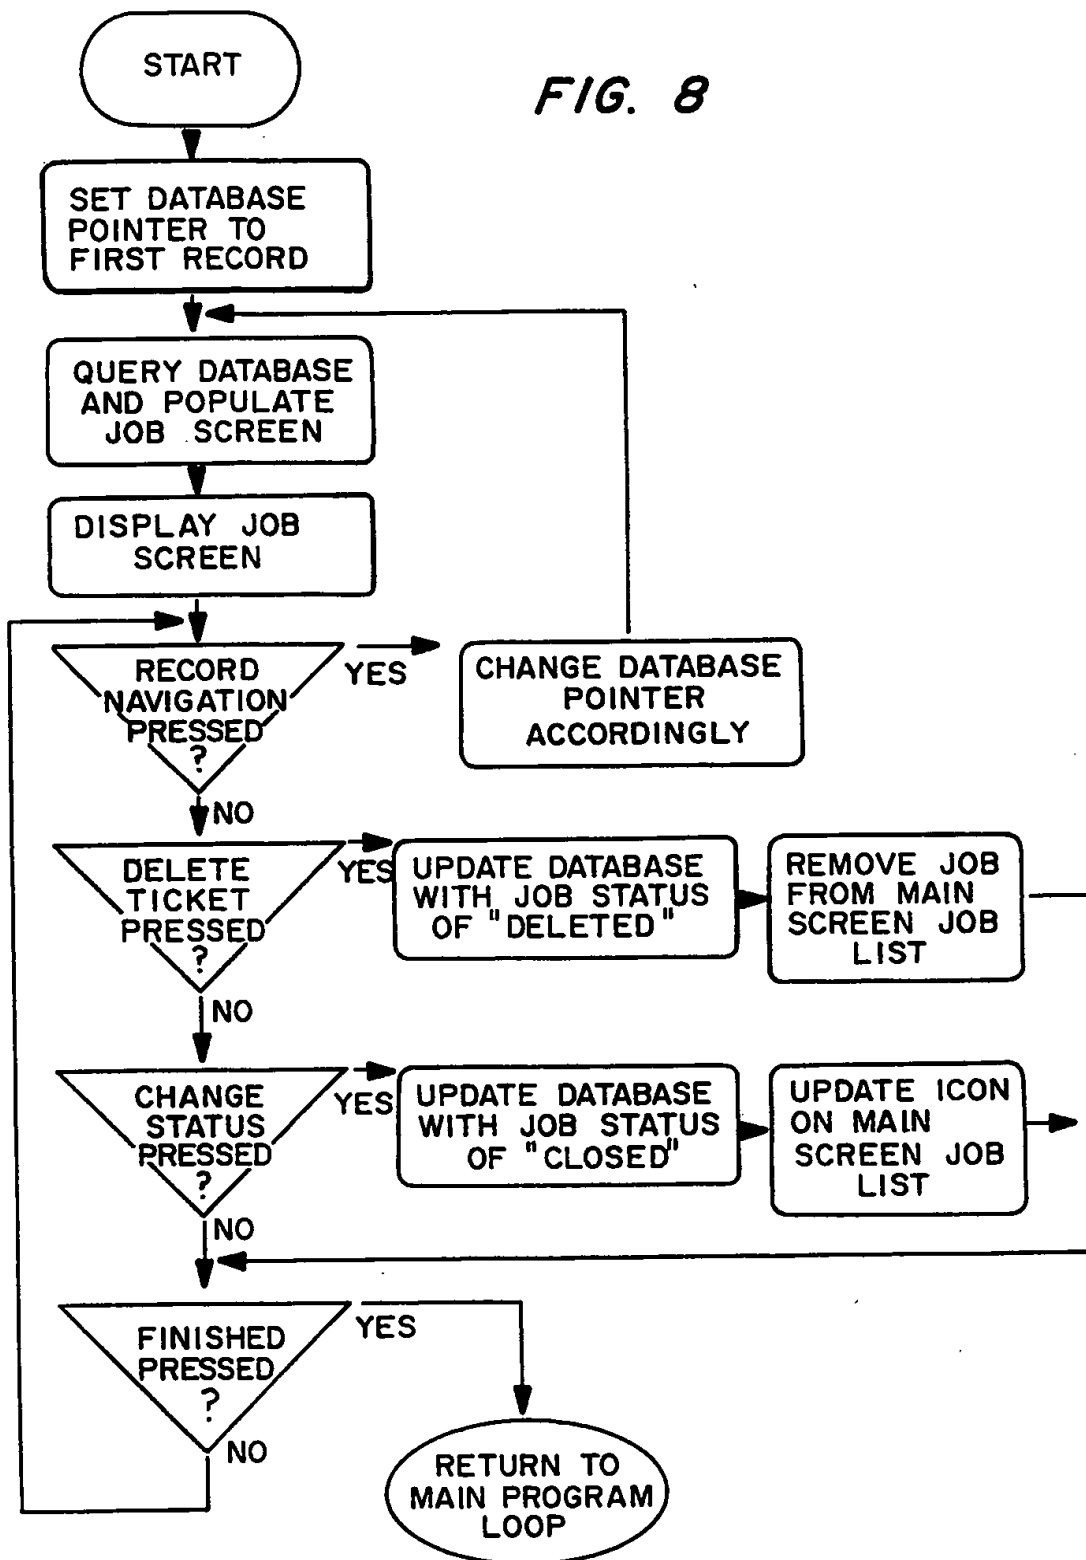 START
FIG. 8
SET DATABASE
POINTER TO
FIRST RECORD
QUERY DATABASE
AND POPULATE
JOB SCREEN
DISPLAY JOB
SCREEN
RECORD
NAVIGATION
PRESSED
?
YES
CHANGE DATABASE
POINTER
ACCORDINGLY
NO
DELETE
TICKET
PRESSED
?
YES
UPDATE DATABASE
WITH JOB STATUS
OF "DELETED"
REMOVE JOB
FROM MAIN
SCREEN JOB
LIST
NO
CHANGE
STATUS
PRESSED
?
YES
UPDATE DATABASE
WITH JOB STATUS
OF "CLOSED"
UPDATE ICON
ON MAIN
SCREEN JOB
LIST
NO
FINISHED
PRESSED
?
YES
NO
RETURN TO
MAIN PROGRAM
LOOP